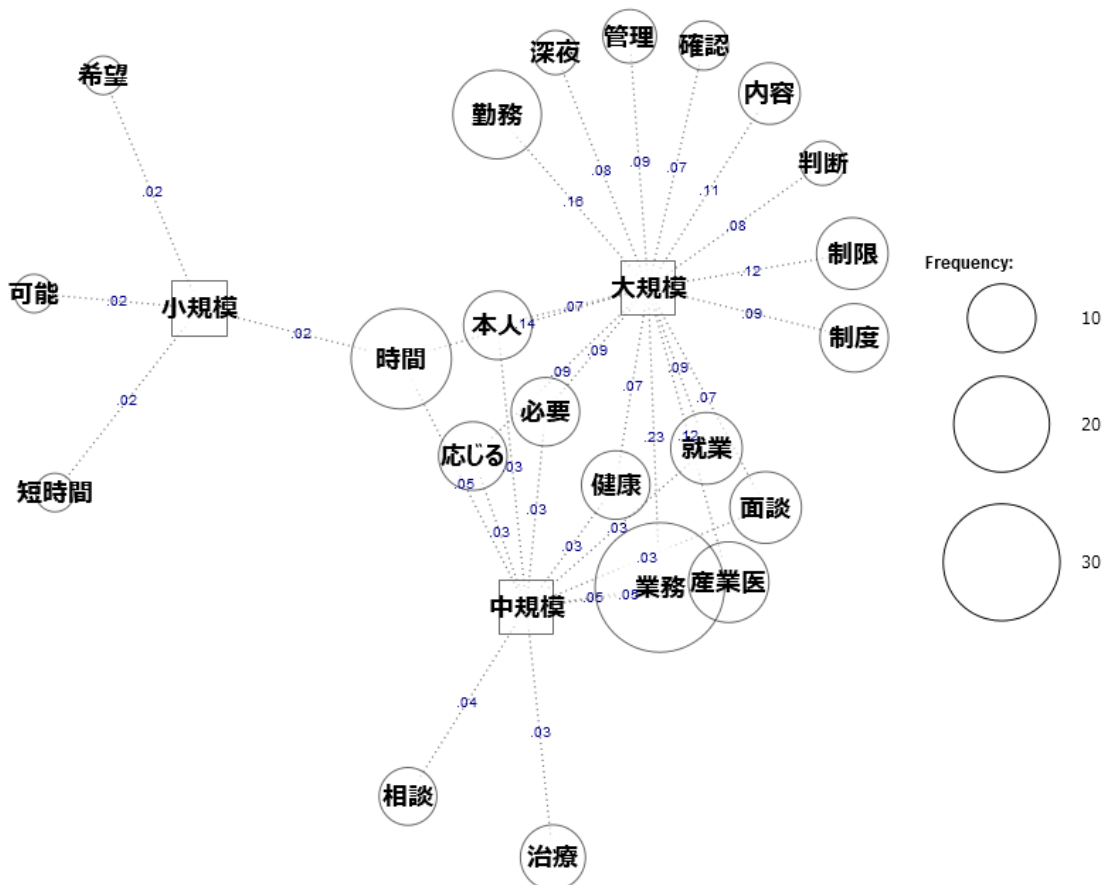 希望
深夜
管理
確認
勤務
内容
判断
.02
.08
.09
.07
.11
.16
.08
制限
Frequency:
可能
.02
小規模
大規模
.12
10
.02
本人
.14
.07
.09
制度
時間
.09
.09
.09
.07
.07
.02
必要
20
短時間
応じる
.03
.23
.12
就業
.05
健康
面談
.03
.03
.03
.03
.03
30
中規模
.05
.05
業務
産業医
.04
.03
相談
治療